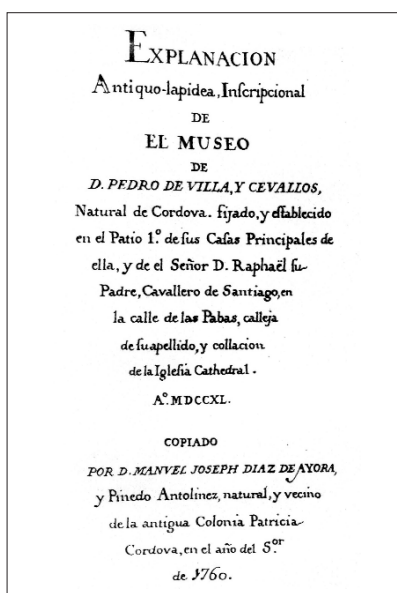 EXPLANACION
Antiquo-lapidea, Inſcripcional
DE
EL MUSEO
DE
D. PEDRO DE VILLA, Y CEVALLOS,
Natural de Cordova. fijado, y eſtablecido
en el Patio 1.º de ſus Caſas Principales de
ella, y de el Señor D. Raphaël ſu-
Padre, Cavallero de Santiago, en
la calle de las Pabas, calleja
de ſu apellido, y collacion
de la Igleſia Cathedral.
A.º MDCCXL.
COPIADO
POR D. MANVEL JOSEPH DIAZ DE AYORA,
y Pinedo Antolinez, natural, y vecino
de la antigua Colonia Patricia
Cordova, en el año del S.or
de 1760.